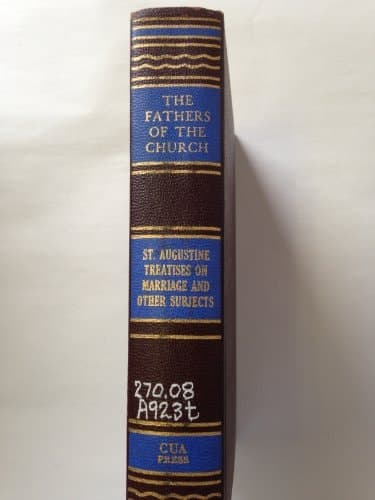 THE
FATHERS
OF THE
CHURCH
ST. AUGUSTINE
TREATISES ON
MARRIAGE AND
OTHER SUBJECTS
270.08
A923t
CUA
PRESS